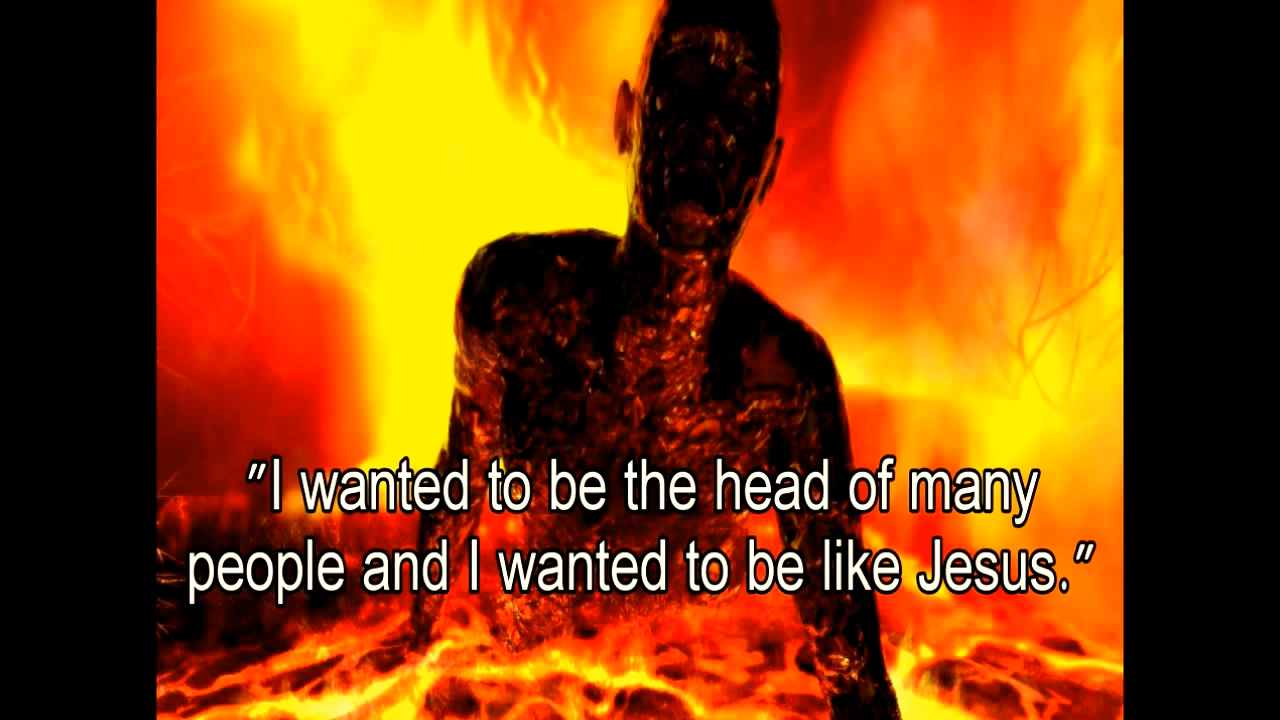 "I wanted to be the head of many
people and I wanted to be like Jesus."